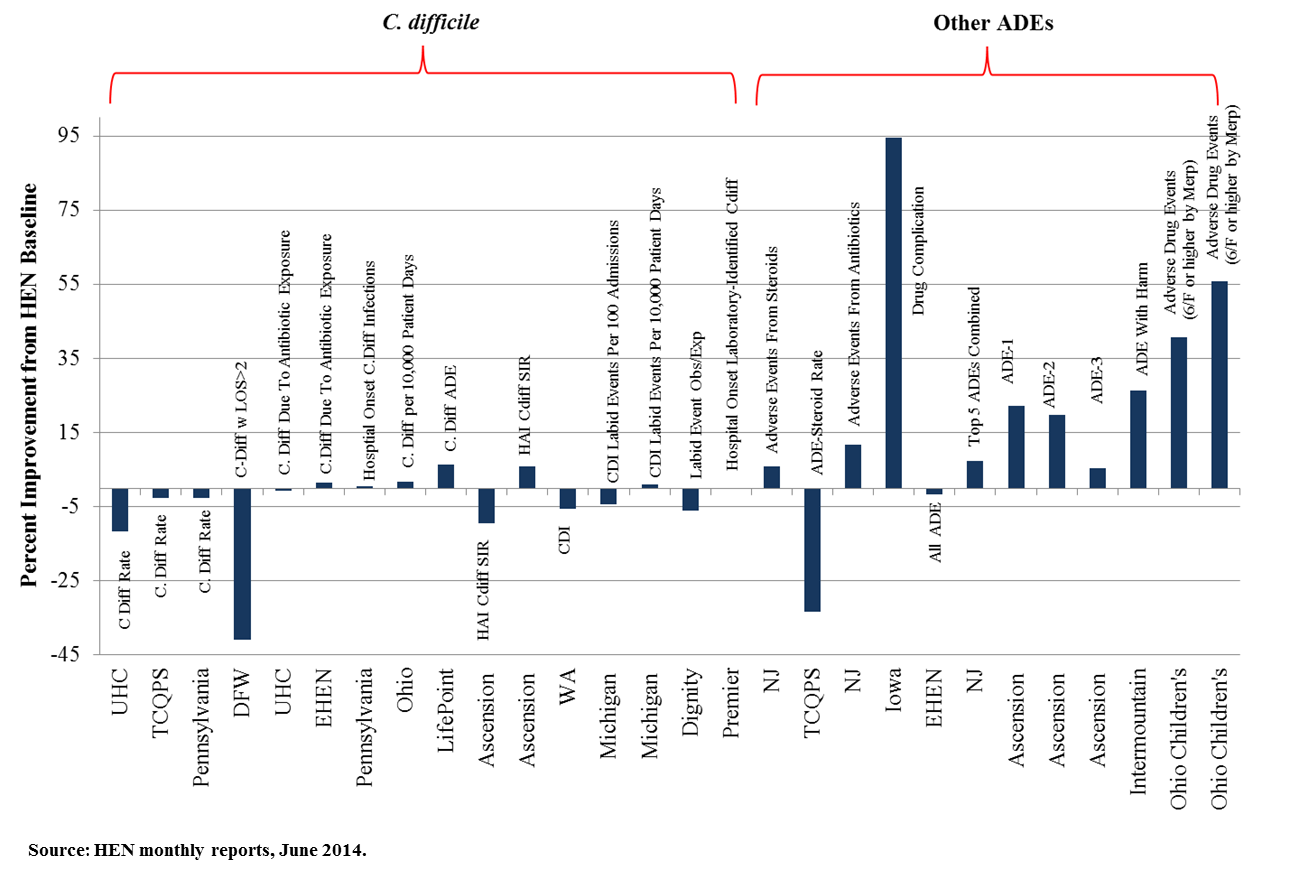 C. difficile
Other ADEs
Percent Improvement from HEN Baseline
95
75
55
35
15
-5
-25
-45
C Diff Rate
C. Diff Rate
C. Diff Rate
C-Diff w LOS>2
C. Diff Due To Antibiotic Exposure
C.Diff Due To Antibiotic Exposure
Hosptial Onset C.Diff Infections
C. Diff per 10,000 Patient Days
C. Diff ADE
HAI Cdiff SIR
HAI Cdiff SIR
CDI
CDI Labid Events Per 100 Admissions
CDI Labid Events Per 10,000 Patient Days
Labid Event Obs/Exp
Hospital Onset Laboratory-Identified Cdiff
Adverse Events From Steroids
ADE-Steroid Rate
Adverse Events From Antibiotics
Drug Complication
All ADE
Top 5 ADEs Combined
ADE-1
ADE-2
ADE-3
ADE With Harm
Adverse Drug Events
(6/F or higher by Merp)
Adverse Drug Events
(6/F or higher by Merp)
UHC
TCQPS
Pennsylvania
DFW
UHC
EHEN
Pennsylvania
Ohio
LifePoint
Ascension
Ascension
WA
Michigan
Michigan
Dignity
Premier
NJ
TCQPS
NJ
Iowa
EHEN
NJ
Ascension
Ascension
Ascension
Intermountain
Ohio Children's
Ohio Children's
Source: HEN monthly reports, June 2014.